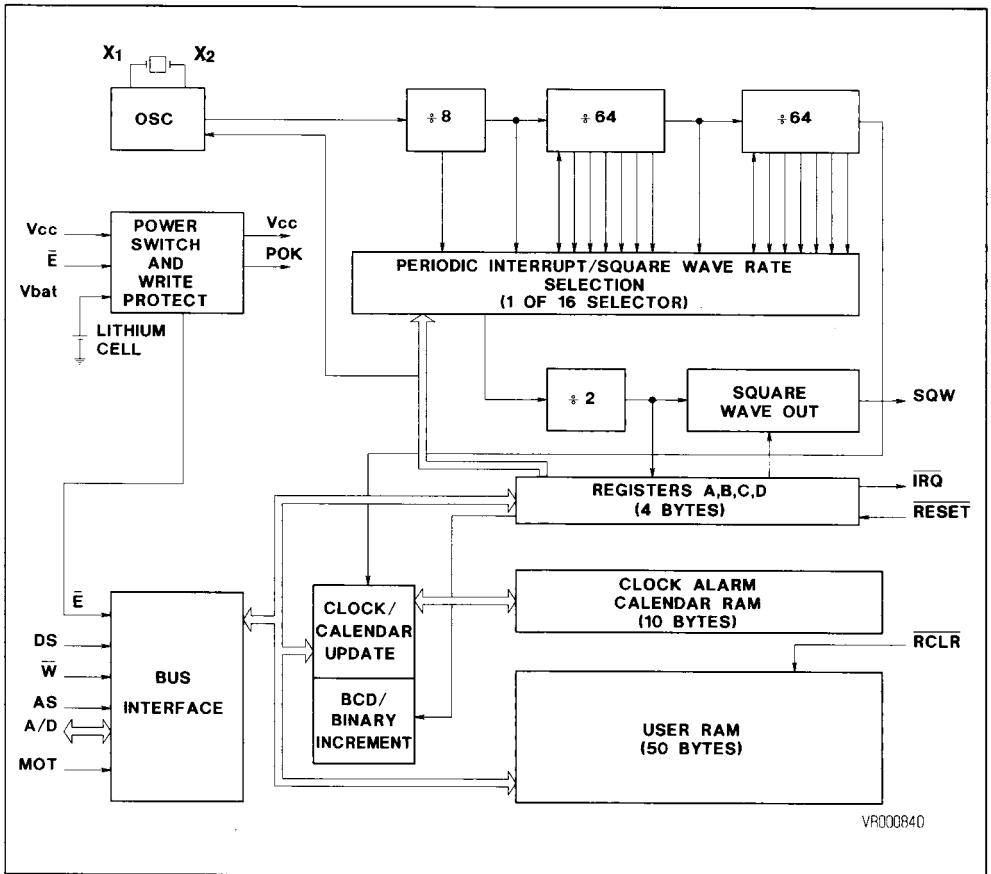 X1 X2
OSC
÷8
÷64
÷64
Vcc
E̅
Vbat
POWER
SWITCH
AND
WRITE
PROTECT
Vcc
POK
LITHIUM
CELL
PERIODIC INTERRUPT/SQUARE WAVE RATE
SELECTION
(1 OF 16 SELECTOR)
÷2
SQUARE
WAVE OUT
SQW
REGISTERS A,B,C,D
(4 BYTES)
I̅R̅Q̅
R̅E̅S̅E̅T̅
E̅
DS
W̅
AS
A/D
MOT
BUS
INTERFACE
CLOCK/
CALENDAR
UPDATE
BCD/
BINARY
INCREMENT
CLOCK ALARM
CALENDAR RAM
(10 BYTES)
R̅C̅L̅R̅
USER RAM
(50 BYTES)
VR000840